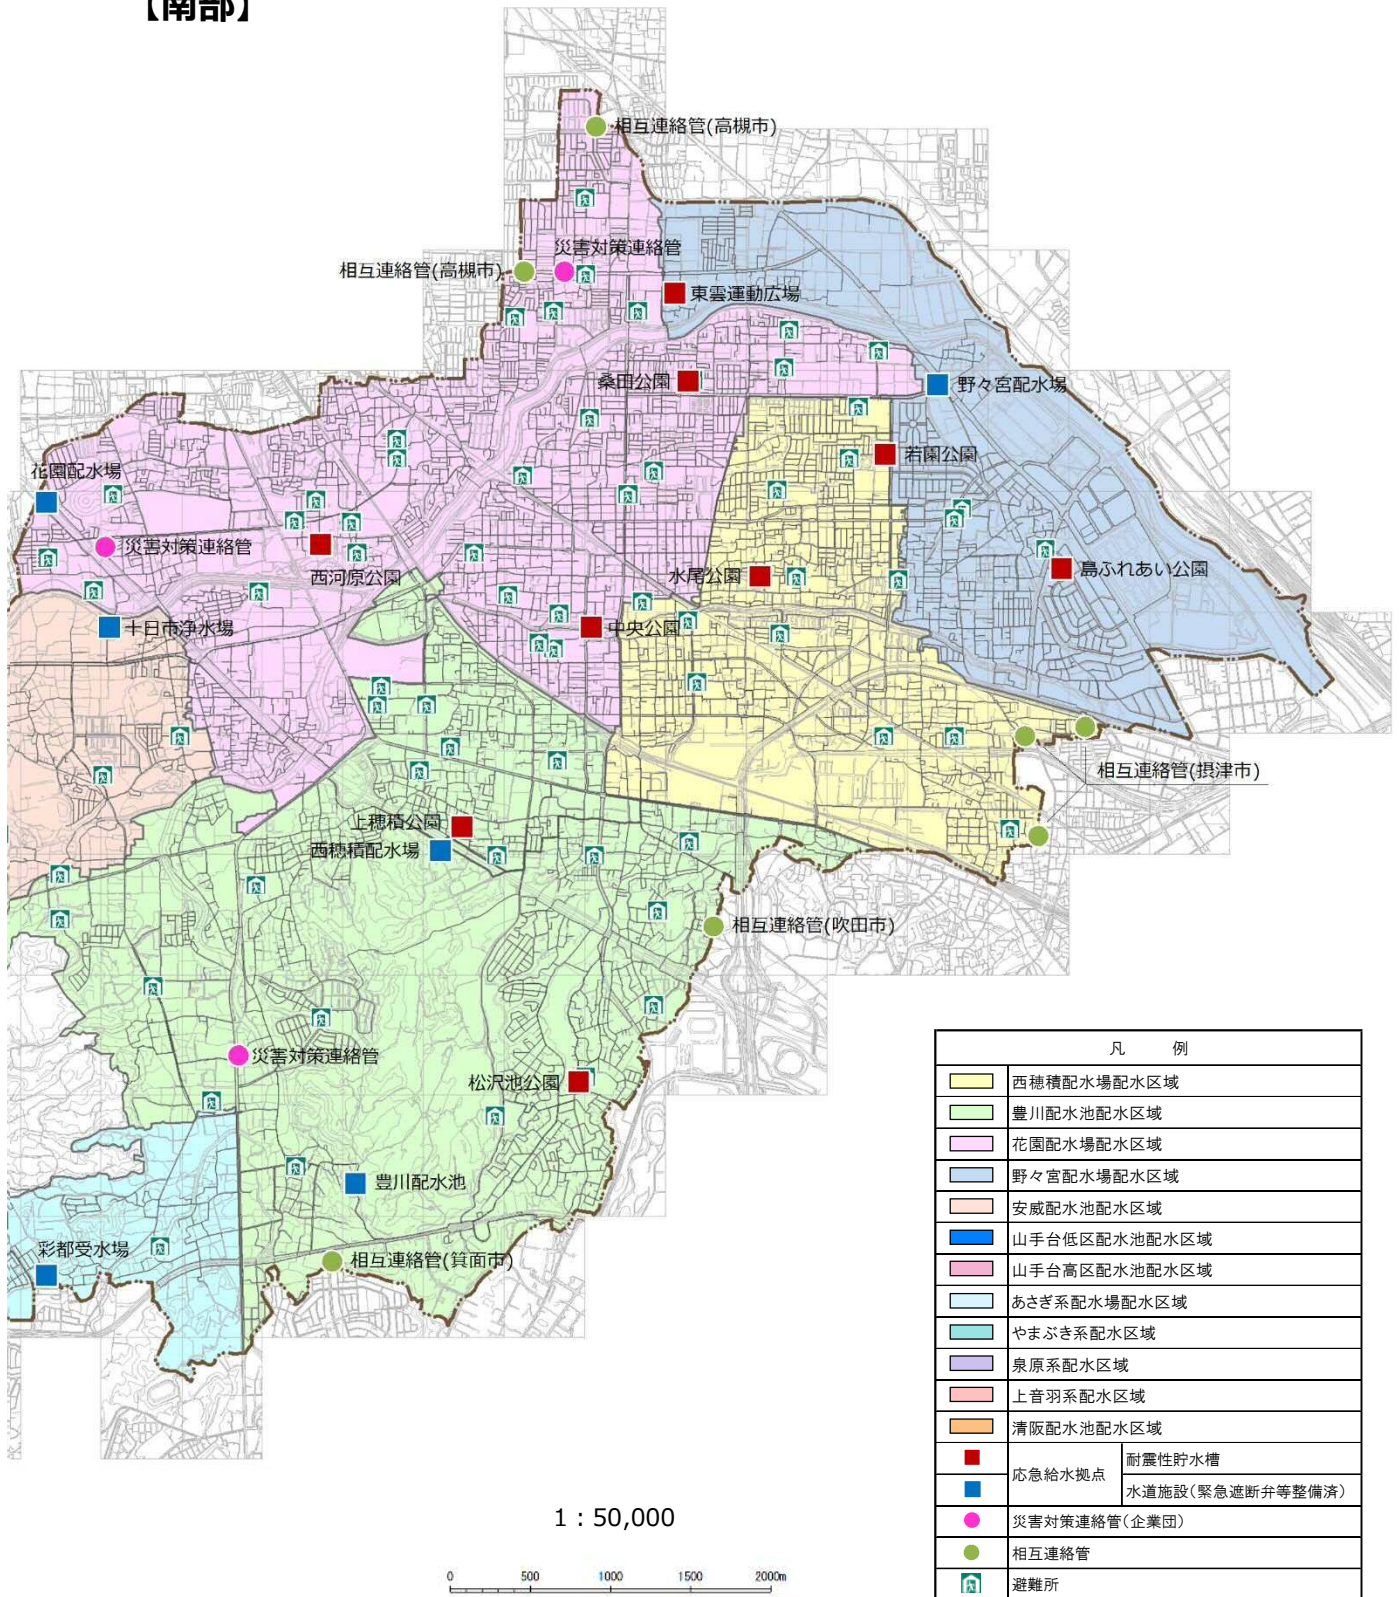 【南部】
相互連絡管(高槻市)
災害対策連絡管
相互連絡管(高槻市)
東雲運動広場
桑田公園
野々宮配水場
若園公園
花園配水場
災害対策連絡管
西河原公園
水尾公園
島ふれあい公園
十日市浄水場
中央公園
相互連絡管(摂津市)
上穂積公園
西穂積配水場
相互連絡管(吹田市)
災害対策連絡管
松沢池公園
豊川配水池
彩都受水場
相互連絡管(箕面市)
凡 例
西穂積配水場配水区域
豊川配水池配水区域
花園配水場配水区域
野々宮配水場配水区域
安威配水池配水区域
山手台低区配水池配水区域
山手台高区配水池配水区域
あさぎ系配水場配水区域
やまぶき系配水区域
泉原系配水区域
上音羽系配水区域
清阪配水池配水区域
応急給水拠点
耐震性貯水槽
水道施設(緊急遮断弁等整備済)
災害対策連絡管(企業団)
相互連絡管
避難所
1：50,000
0 500 1000 1500 2000m